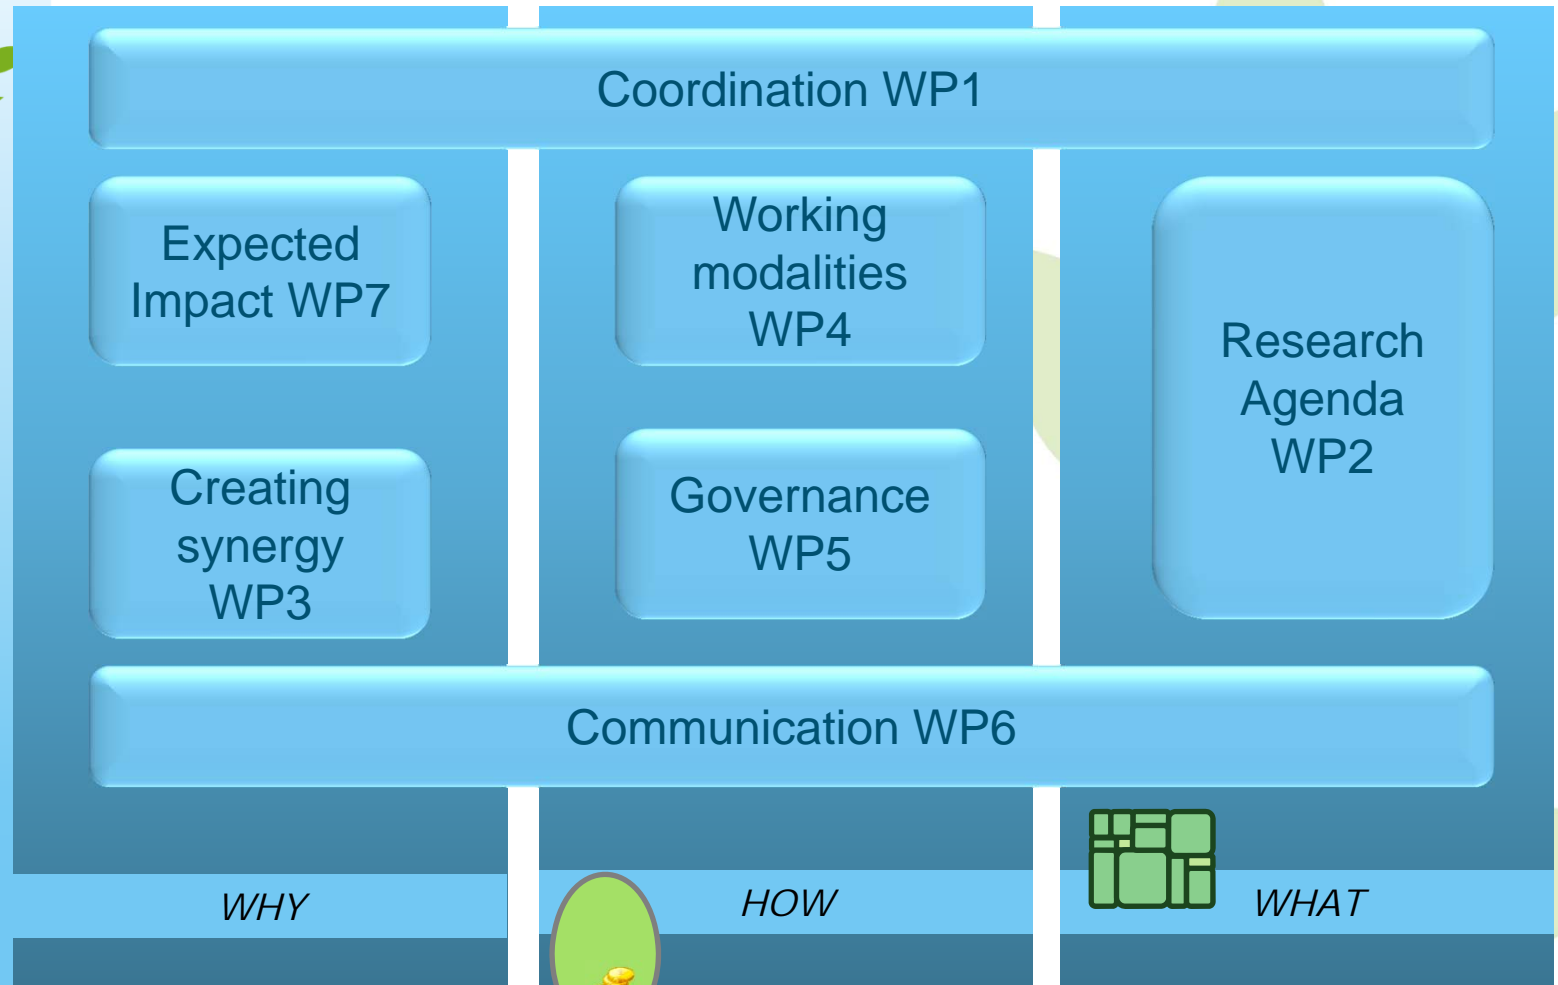 Coordination WP1
Expected
Impact WP7
Creating
synergy
WP3
Working
modalities
WP4
Governance
WP5
Research
Agenda
WP2
Communication WP6
WHY
HOW
WHAT